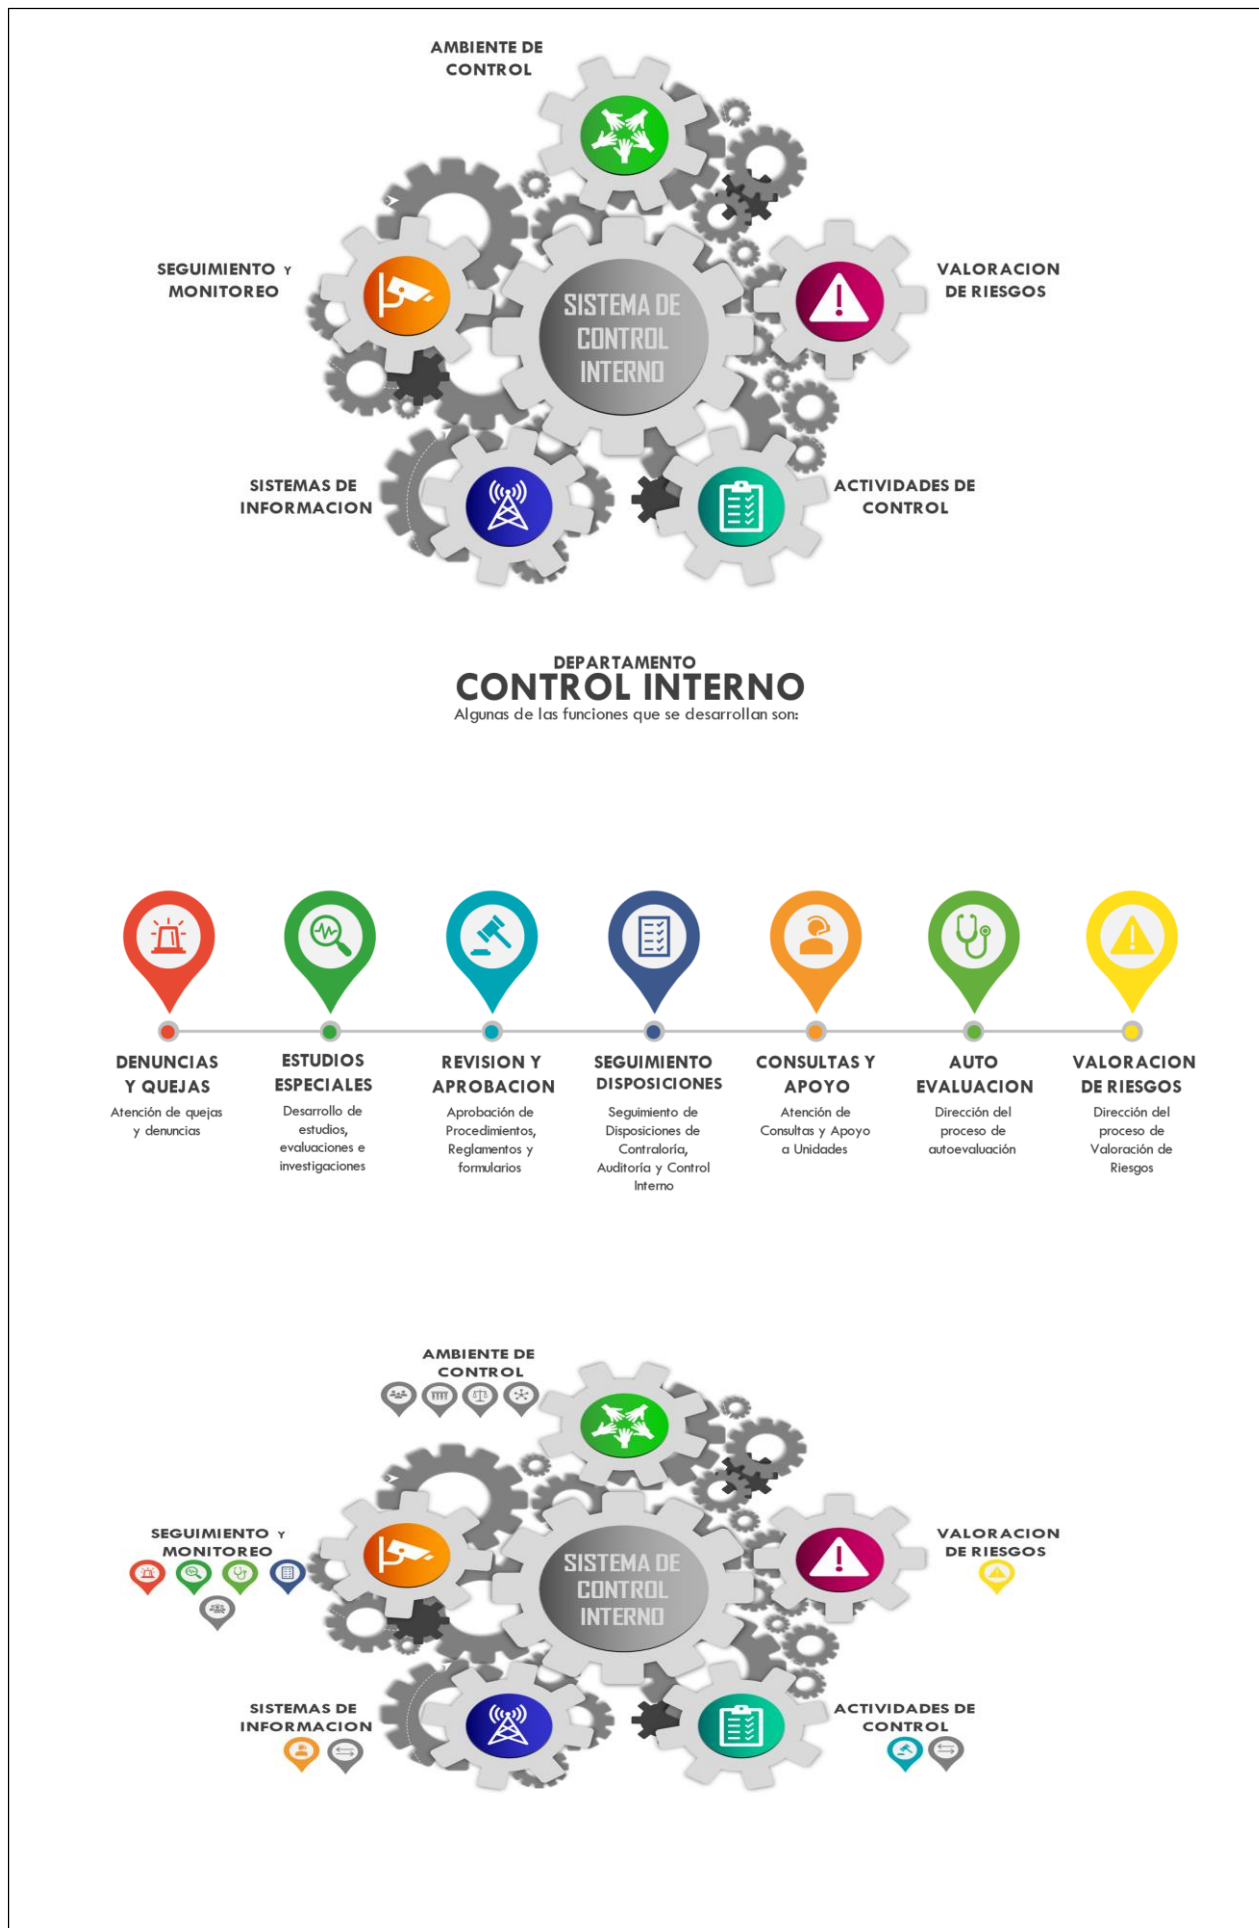 AMBIENTE DE
CONTROL
SEGUIMIENTO Y
MONITOREO
VALORACION
DE RIESGOS
SISTEMA DE
CONTROL
INTERNO
SISTEMAS DE
INFORMACION
ACTIVIDADES DE
CONTROL
DEPARTAMENTO
CONTROL INTERNO
Algunas de las funciones que se desarrollan son:
DENUNCIAS
Y QUEJAS
Atención de quejas
y denuncias
ESTUDIOS
ESPECIALES
Desarrollo de
estudios,
evaluaciones e
investigaciones
REVISION Y
APROBACION
Aprobación de
Procedimientos,
Reglamentos y
formularios
SEGUIMIENTO
DISPOSICIONES
Seguimiento de
Disposiciones de
Contraloría,
Auditoría y Control
Interno
CONSULTAS Y
APOYO
Atención de
Consultas y Apoyo
a Unidades
AUTO
EVALUACION
Dirección del
proceso de
autoevaluación
VALORACION
DE RIESGOS
Dirección del
proceso de
Valoración de
Riesgos
AMBIENTE DE
CONTROL
SEGUIMIENTO Y
MONITOREO
VALORACION
DE RIESGOS
SISTEMA DE
CONTROL
INTERNO
SISTEMAS DE
INFORMACION
ACTIVIDADES DE
CONTROL